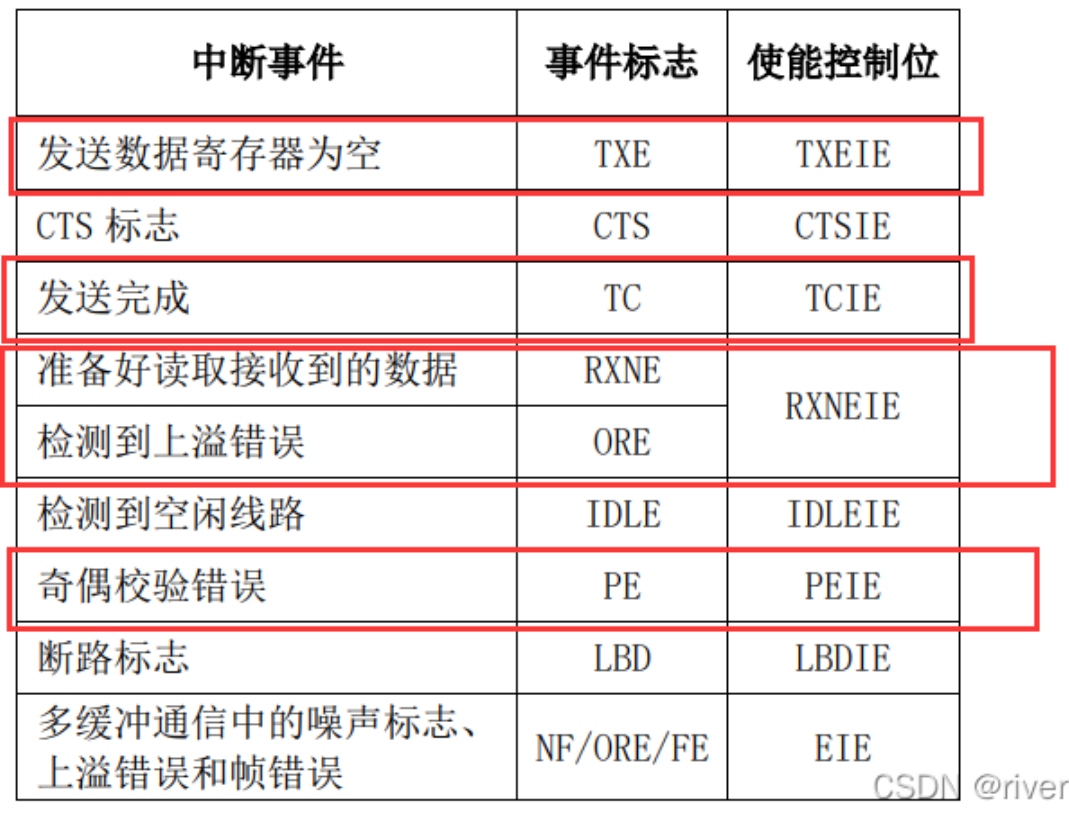 中断事件 事件标志 使能控制位
发送数据寄存器为空 TXE TXEIE
CTS 标志 CTS CTSIE
发送完成 TC TCIE
准备好读取接收到的数据 RXNE
RXNEIE
检测到上溢错误 ORE
检测到空闲线路 IDLE IDLEIE
奇偶校验错误 PE PEIE
断路标志 LBD LBDIE
多缓冲通信中的噪声标志、
上溢错误和帧错误 NF/ORE/FE EIE
CSDN @river